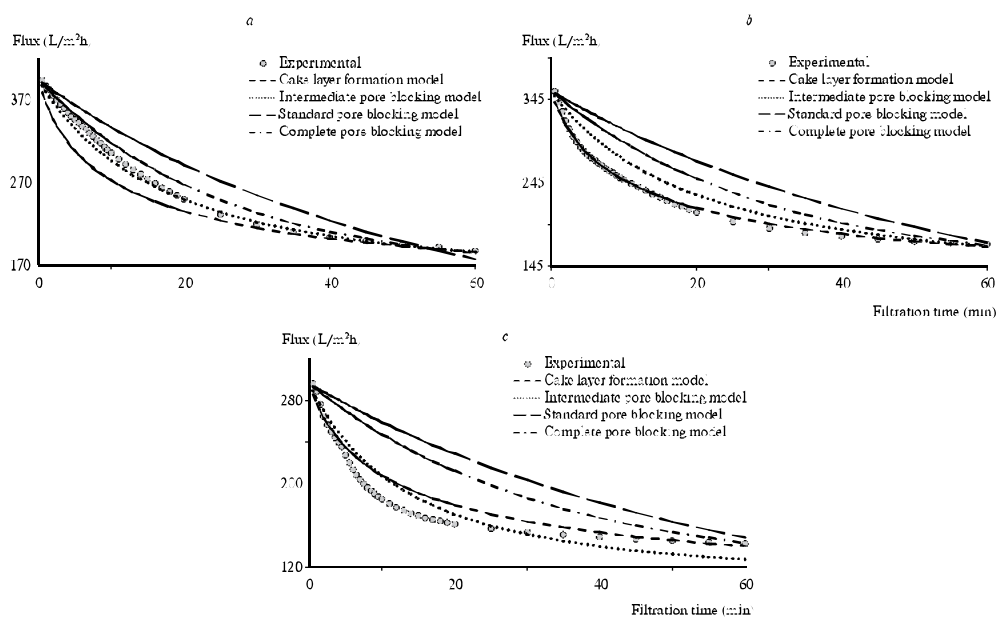 a
Flux (L/m²h)
Experimental
Cake layer formation model
Intermediate pore blocking model
Standard pore blocking model
Complete pore blocking model
370
270
170
0 20 40 60
b
Flux (L/m²h)
Experimental
Cake layer formation model
Intermediate pore blocking model
Standard pore blocking model
Complete pore blocking model
345
245
145
0 20 40 60
Filtration time (min)
c
Flux (L/m²h)
Experimental
Cake layer formation model
Intermediate pore blocking model
Standard pore blocking model
Complete pore blocking model
280
200
120
0 20 40 60
Filtration time (min)